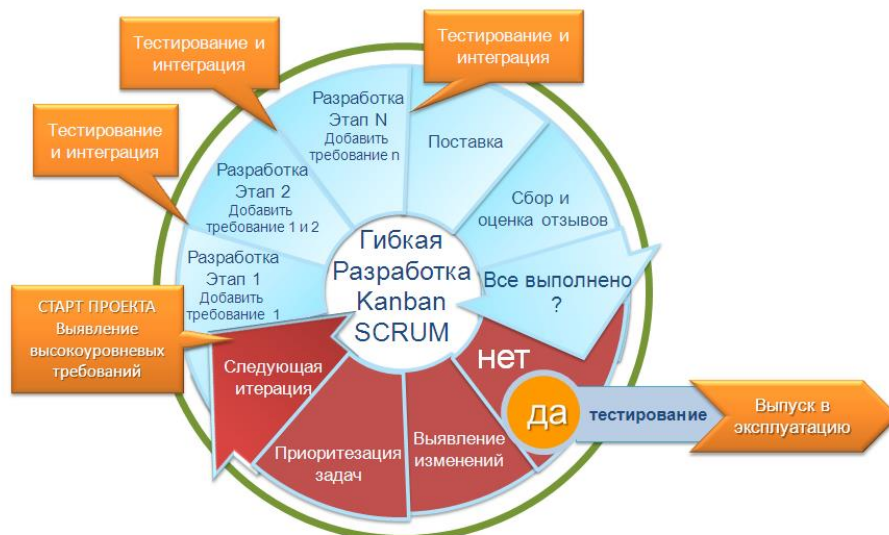 Тестирование и
интеграция
Тестирование и
интеграция
Тестирование
и интеграция
Разработка
Этап N
Добавить
требование n
Поставка
Разработка
Этап 2
Добавить
требование 1 и 2
Сбор и
оценка отзывов
Разработка
Этап 1
Добавить
требование 1
Гибкая
Разработка
Kanban
SCRUM
Все выполнено
?
СТАРТ ПРОЕКТА
Выявление
высокоуровневых
требований
Следующая
итерация
нет
да
тестирование
Выпуск в
эксплуатацию
Приоритезация
задач
Выявление
изменений